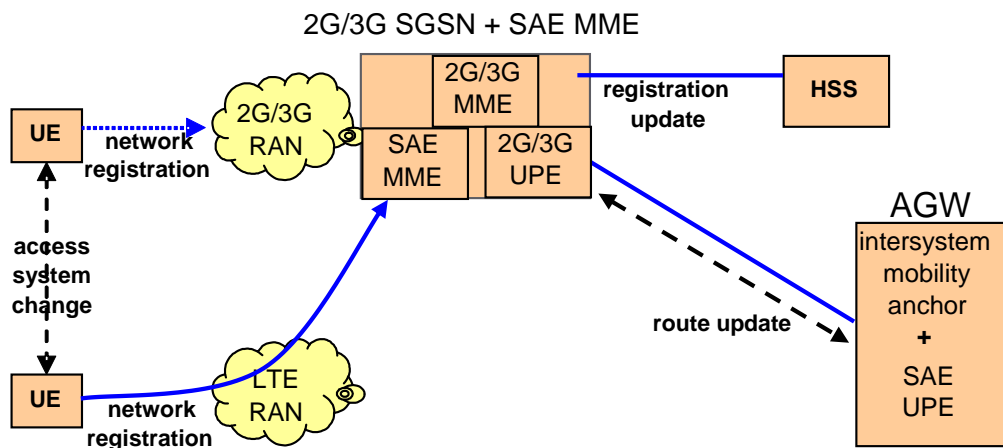 2G/3G SGSN + SAE MME
2G/3G
MME
registration
update
HSS
UE
network
registration
2G/3G
RAN
SAE
MME
2G/3G
UPE
AGW
intersystem
mobility
anchor
+
SAE
UPE
access
system
change
route update
UE
network
registration
LTE
RAN